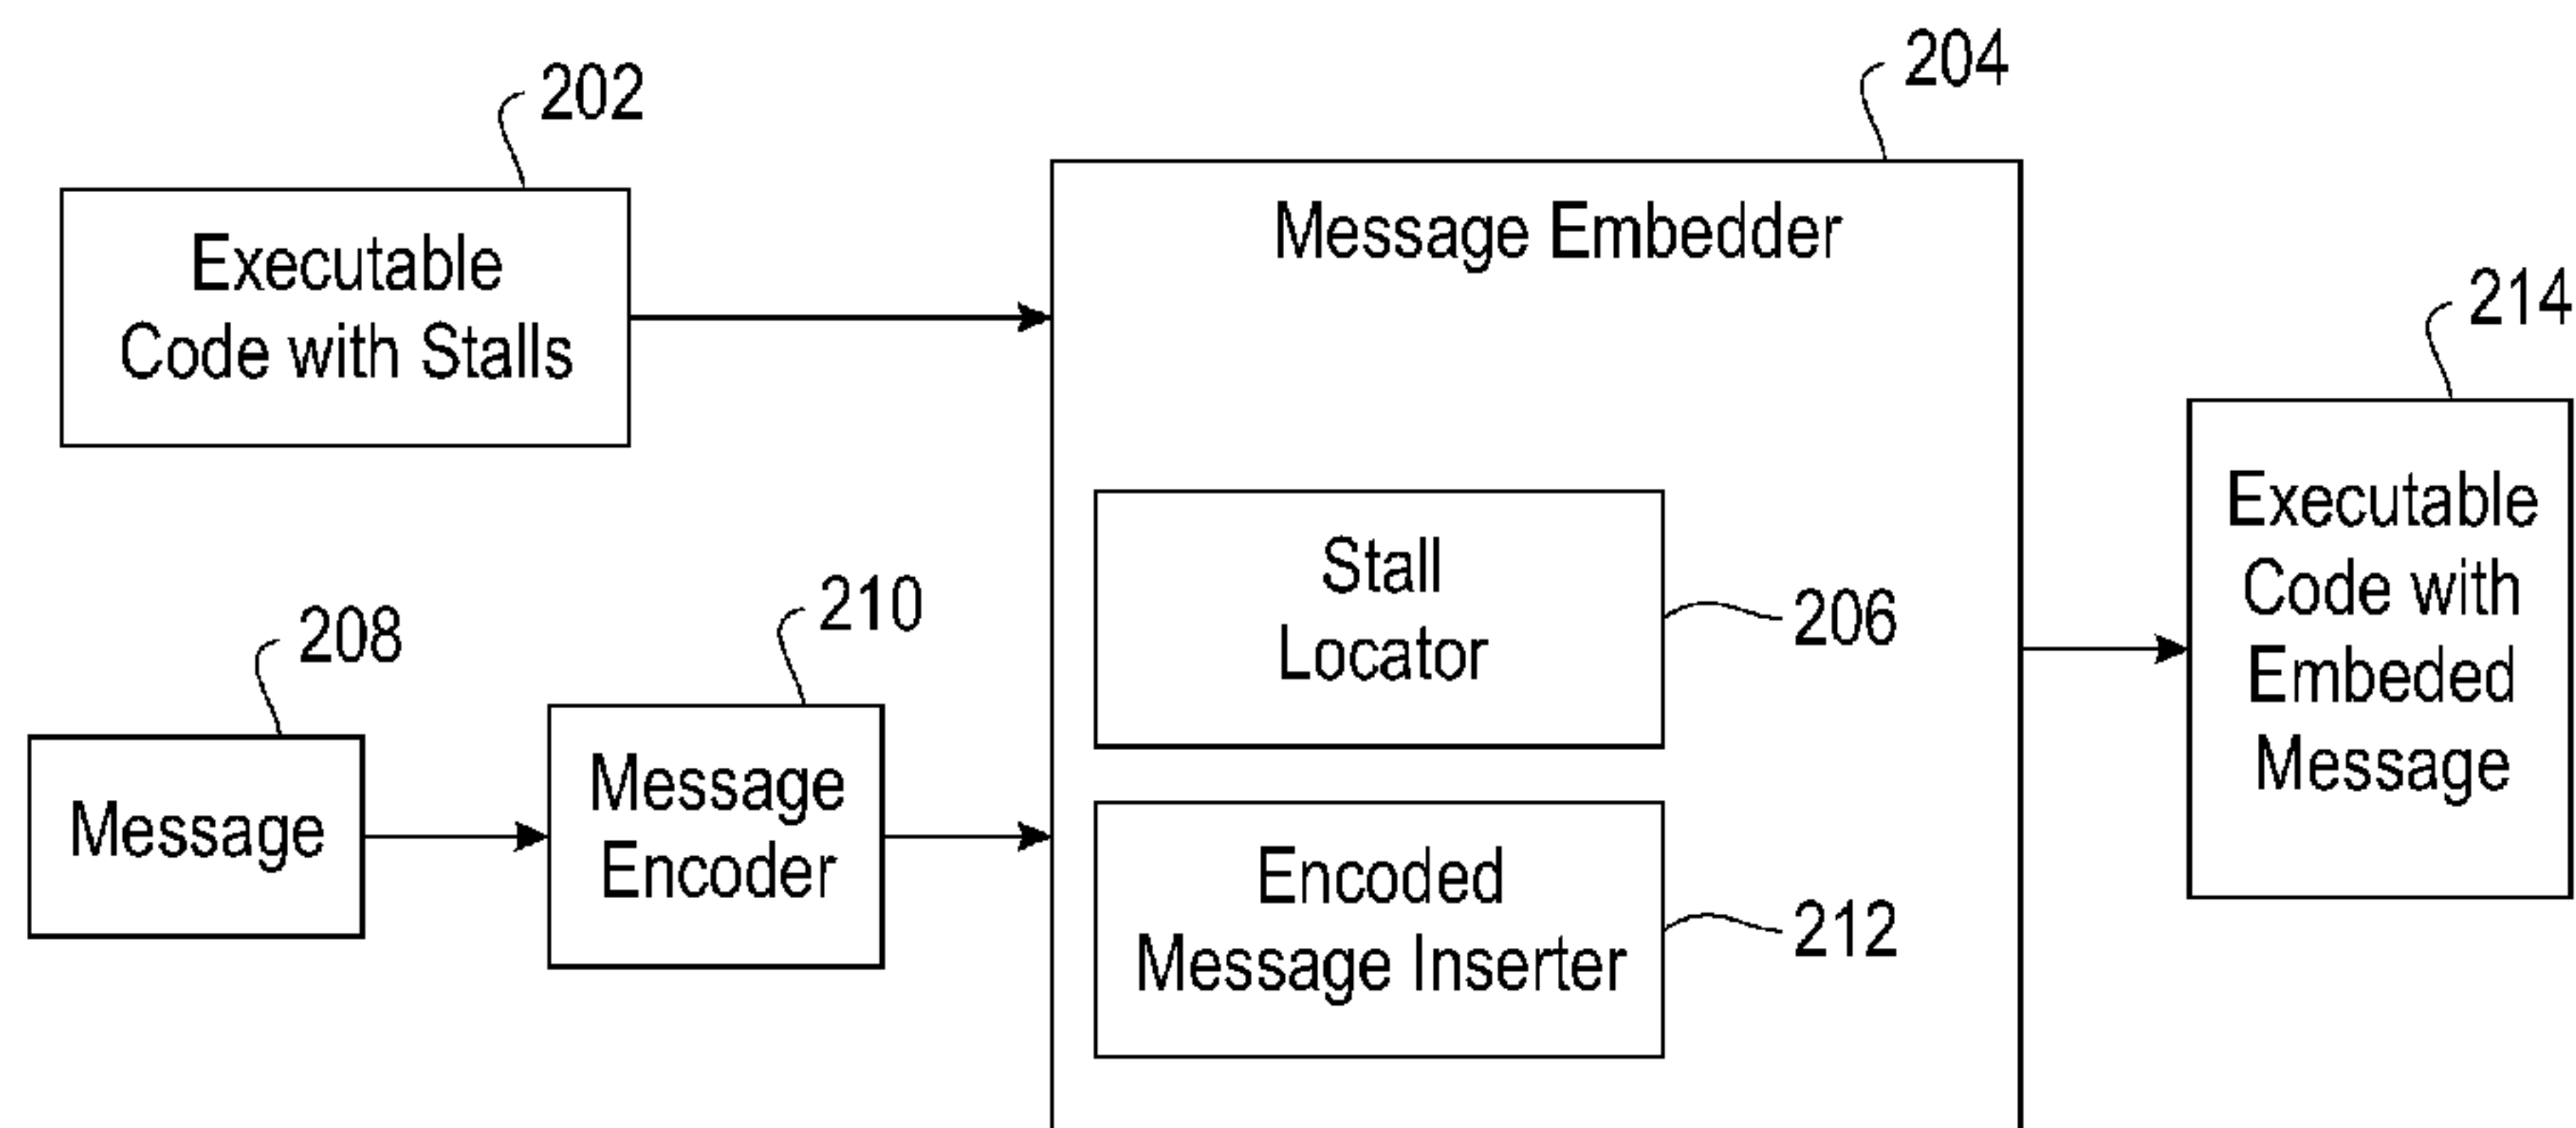 202
Executable
Code with Stalls
208
Message
210
Message
Encoder
204
Message Embedder
Stall
Locator
206
Encoded
Message Inserter
212
214
Executable
Code with
Embeded
Message